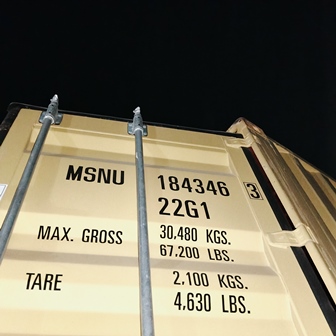 MSNU 184346 3
22G1
MAX. GROSS 30.480 KGS.
67.200 LBS.
TARE 2,100 KGS.
4,630 LBS.